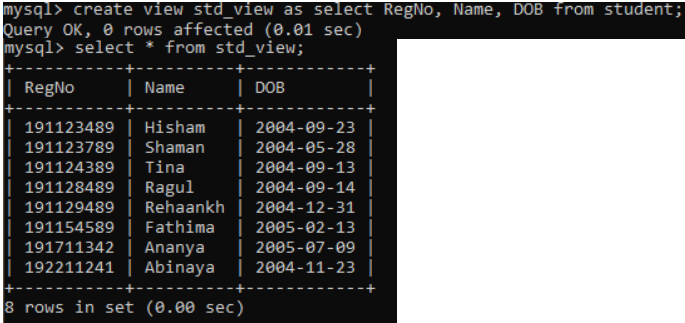 mysql> create view std_view as select RegNo, Name, DOB from student;
Query OK, 0 rows affected (0.01 sec)
mysql> select * from std_view;
+-----------+----------+------------+
| RegNo     | Name     | DOB        |
+-----------+----------+------------+
| 191123489 | Hisham   | 2004-09-23 |
| 191123789 | Shaman   | 2004-05-28 |
| 191124389 | Tina     | 2004-09-13 |
| 191128489 | Ragul    | 2004-09-14 |
| 191129489 | Rehaankh | 2004-12-31 |
| 191154589 | Fathima  | 2005-02-13 |
| 191711342 | Ananya   | 2005-07-09 |
| 192211241 | Abinaya  | 2004-11-23 |
+-----------+----------+------------+
8 rows in set (0.00 sec)